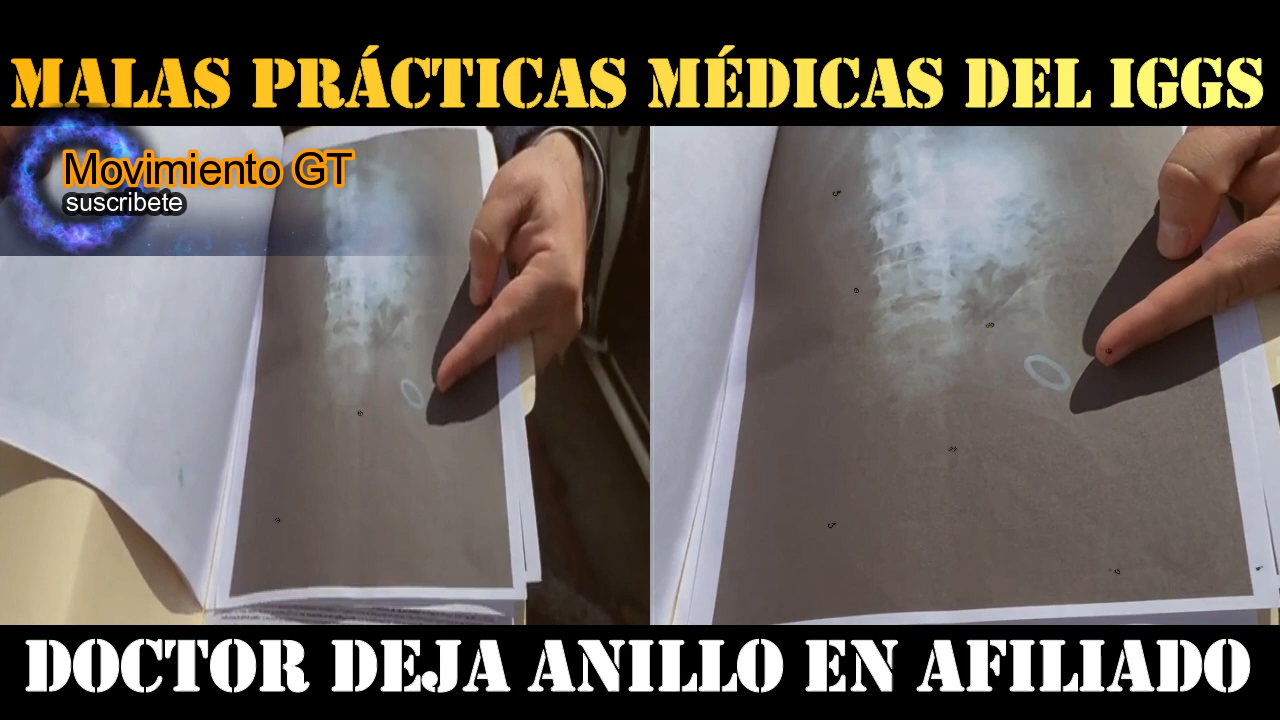 MALAS PRÁCTICAS MÉDICAS DEL IGGS
Movimiento GT
suscribete
DOCTOR DEJA ANILLO EN AFILIADO